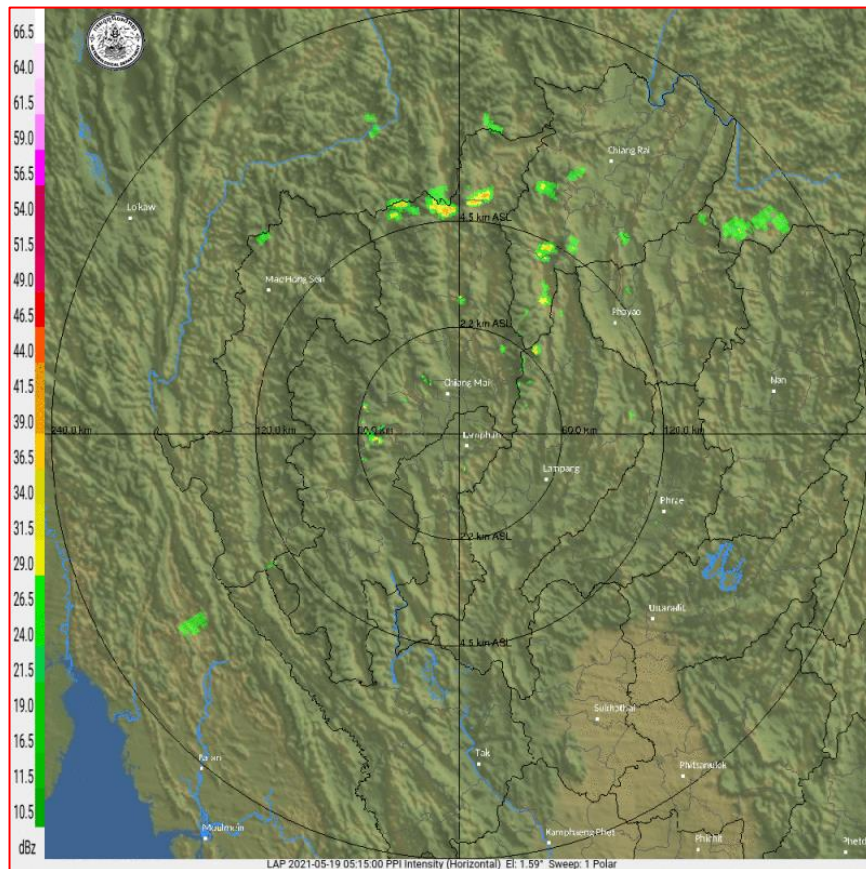 66.5
64.0
61.5
59.0
56.5
54.0
51.5
49.0
46.5
44.0
41.5
39.0
36.5
34.0
31.5
29.0
26.5
24.0
21.5
19.0
16.5
14.0
11.5
10.5
dBz
Chiang Rai
Loikaw
4.5 km ASL
Mae Hong Son
Phayao
2.2 km ASL
Chiang Mai
Nan
240.0 km
120.0 km
60.0 km
60.0 km
120.0 km
Lamphun
Lampang
Phrae
2.2 km ASL
Uttaradit
4.5 km ASL
Sukhothai
Tak
Pa-an
Phitsanulok
Moulmein
Kamphaeng Phet
Phichit
Phetc
LAP 2021-05-19 05:15:00 PPI Intensity (Horizontal) El: 1.59° Sweep: 1 Polar